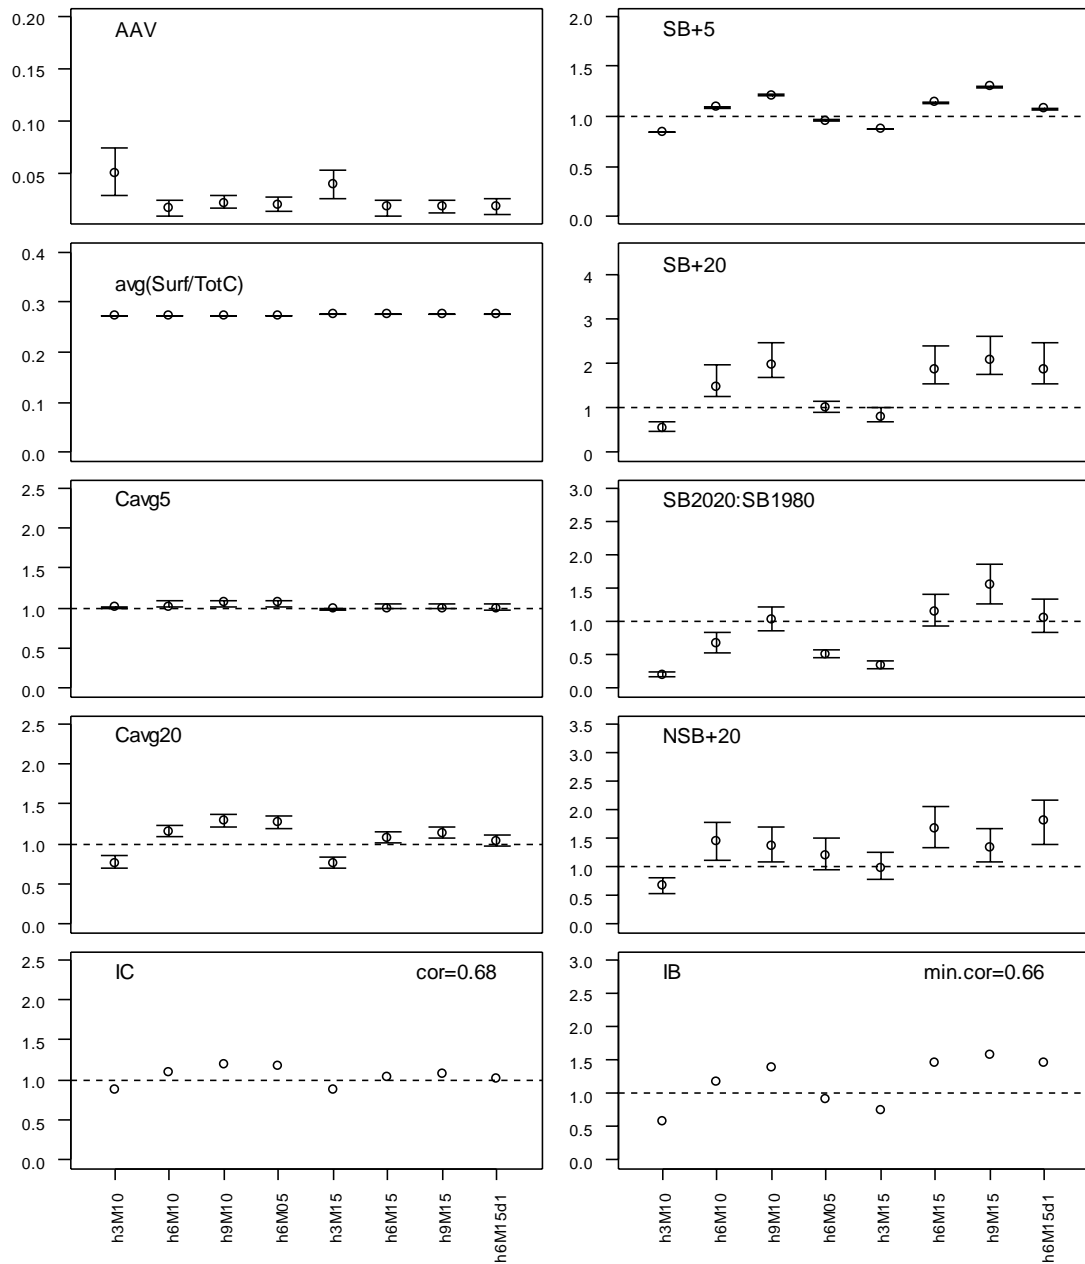 AAV
0.20
0.15
0.10
0.05
SB+5
2.0
1.5
1.0
0.5
0.0
avg(Surf/TotC)
0.4
0.3
0.2
0.1
0.0
SB+20
4
3
2
1
0
Cavg5
2.5
2.0
1.5
1.0
0.5
0.0
SB2020:SB1980
3.0
2.5
2.0
1.5
1.0
0.5
0.0
Cavg20
2.5
2.0
1.5
1.0
0.5
0.0
NSB+20
3.5
3.0
2.5
2.0
1.5
1.0
0.5
0.0
IC cor=0.68
2.5
2.0
1.5
1.0
0.5
0.0
h3M10
h6M10
h9M10
h6M05
h3M15
h6M15
h9M15
h6M15d1
IB min.cor=0.66
3.0
2.5
2.0
1.5
1.0
0.5
0.0
h3M10
h6M10
h9M10
h6M05
h3M15
h6M15
h9M15
h6M15d1